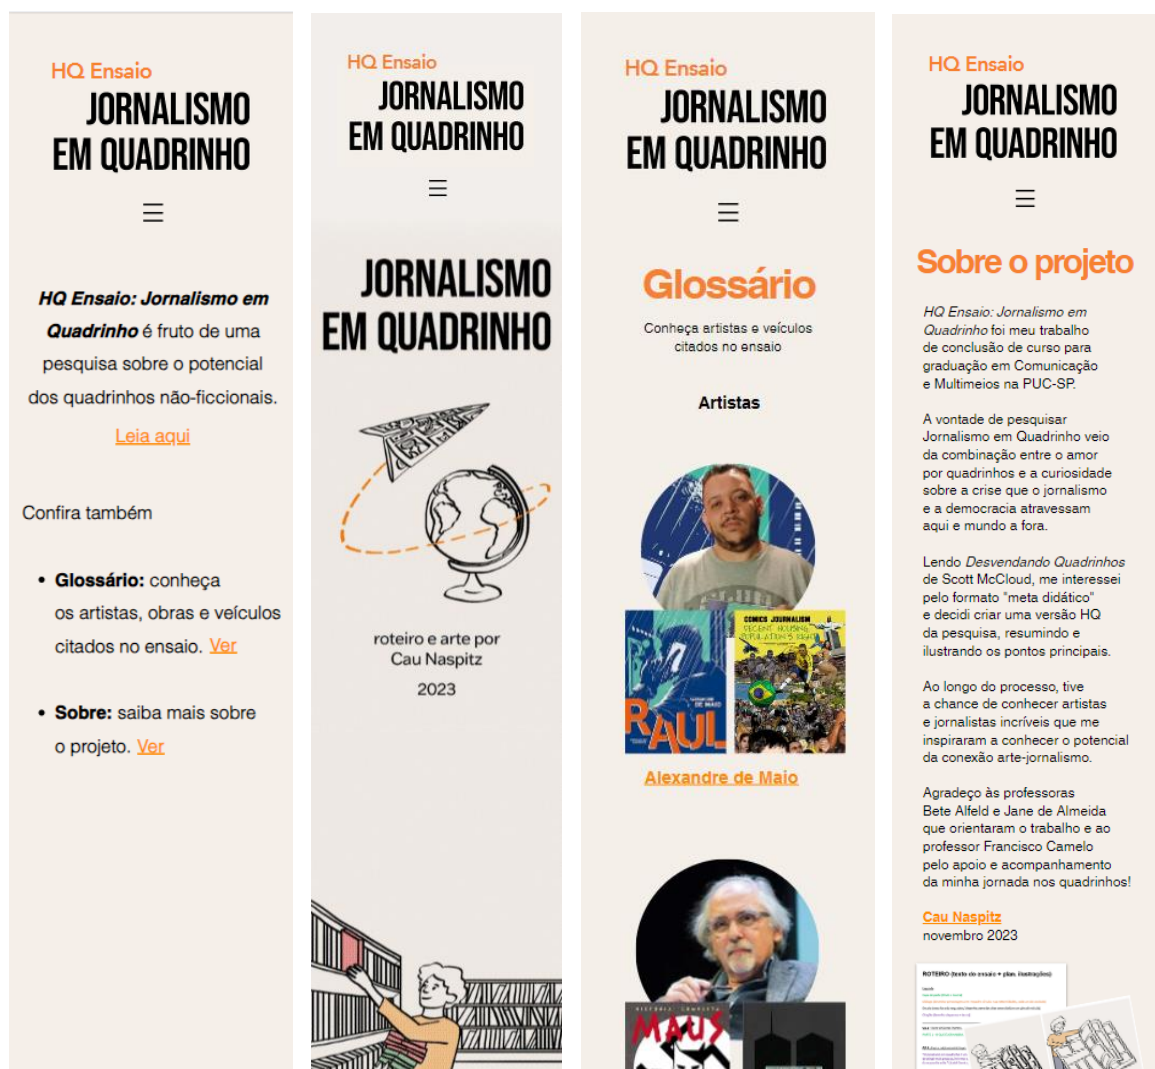 HQ Ensaio
JORNALISMO
EM QUADRINHO
HQ Ensaio: Jornalismo em
Quadrinho é fruto de uma
pesquisa sobre o potencial
dos quadrinhos não-ficcionais.
Leia aqui
Confira também
• Glossário: conheça
os artistas, obras e veículos
citados no ensaio. Ver
• Sobre: saiba mais sobre
o projeto. Ver
HQ Ensaio
JORNALISMO
EM QUADRINHO
JORNALISMO
EM QUADRINHO
roteiro e arte por
Cau Naspitz
2023
HQ Ensaio
JORNALISMO
EM QUADRINHO
Glossário
Conheça artistas e veículos
citados no ensaio
Artistas
RAUL
COMICS JOURNALISM
Alexandre de Maio
MAUS
HQ Ensaio
JORNALISMO
EM QUADRINHO
Sobre o projeto
HQ Ensaio: Jornalismo em
Quadrinho foi meu trabalho
de conclusão de curso para
graduação em Comunicação
e Multimeios na PUC-SP.
A vontade de pesquisar
Jornalismo em Quadrinho veio
da combinação entre o amor
por quadrinhos e a curiosidade
sobre a crise que o jornalismo
e a democracia atravessam
aqui e mundo a fora.
Lendo Desvendando Quadrinhos
de Scott McCloud, me interessei
pelo formato "meta didático"
e decidi criar uma versão HQ
da pesquisa, resumindo e
ilustrando os pontos principais.
Ao longo do processo, tive
a chance de conhecer artistas
e jornalistas incríveis que me
inspiraram a conhecer o potencial
da conexão arte-jornalismo.
Agradeço às professoras
Bete Alfeld e Jane de Almeida
que orientaram o trabalho e ao
professor Francisco Camelo
pelo apoio e acompanhamento
da minha jornada nos quadrinhos!
Cau Naspitz
novembro 2023
ROTEIRO (texto do ensaio + plan. ilustrações)